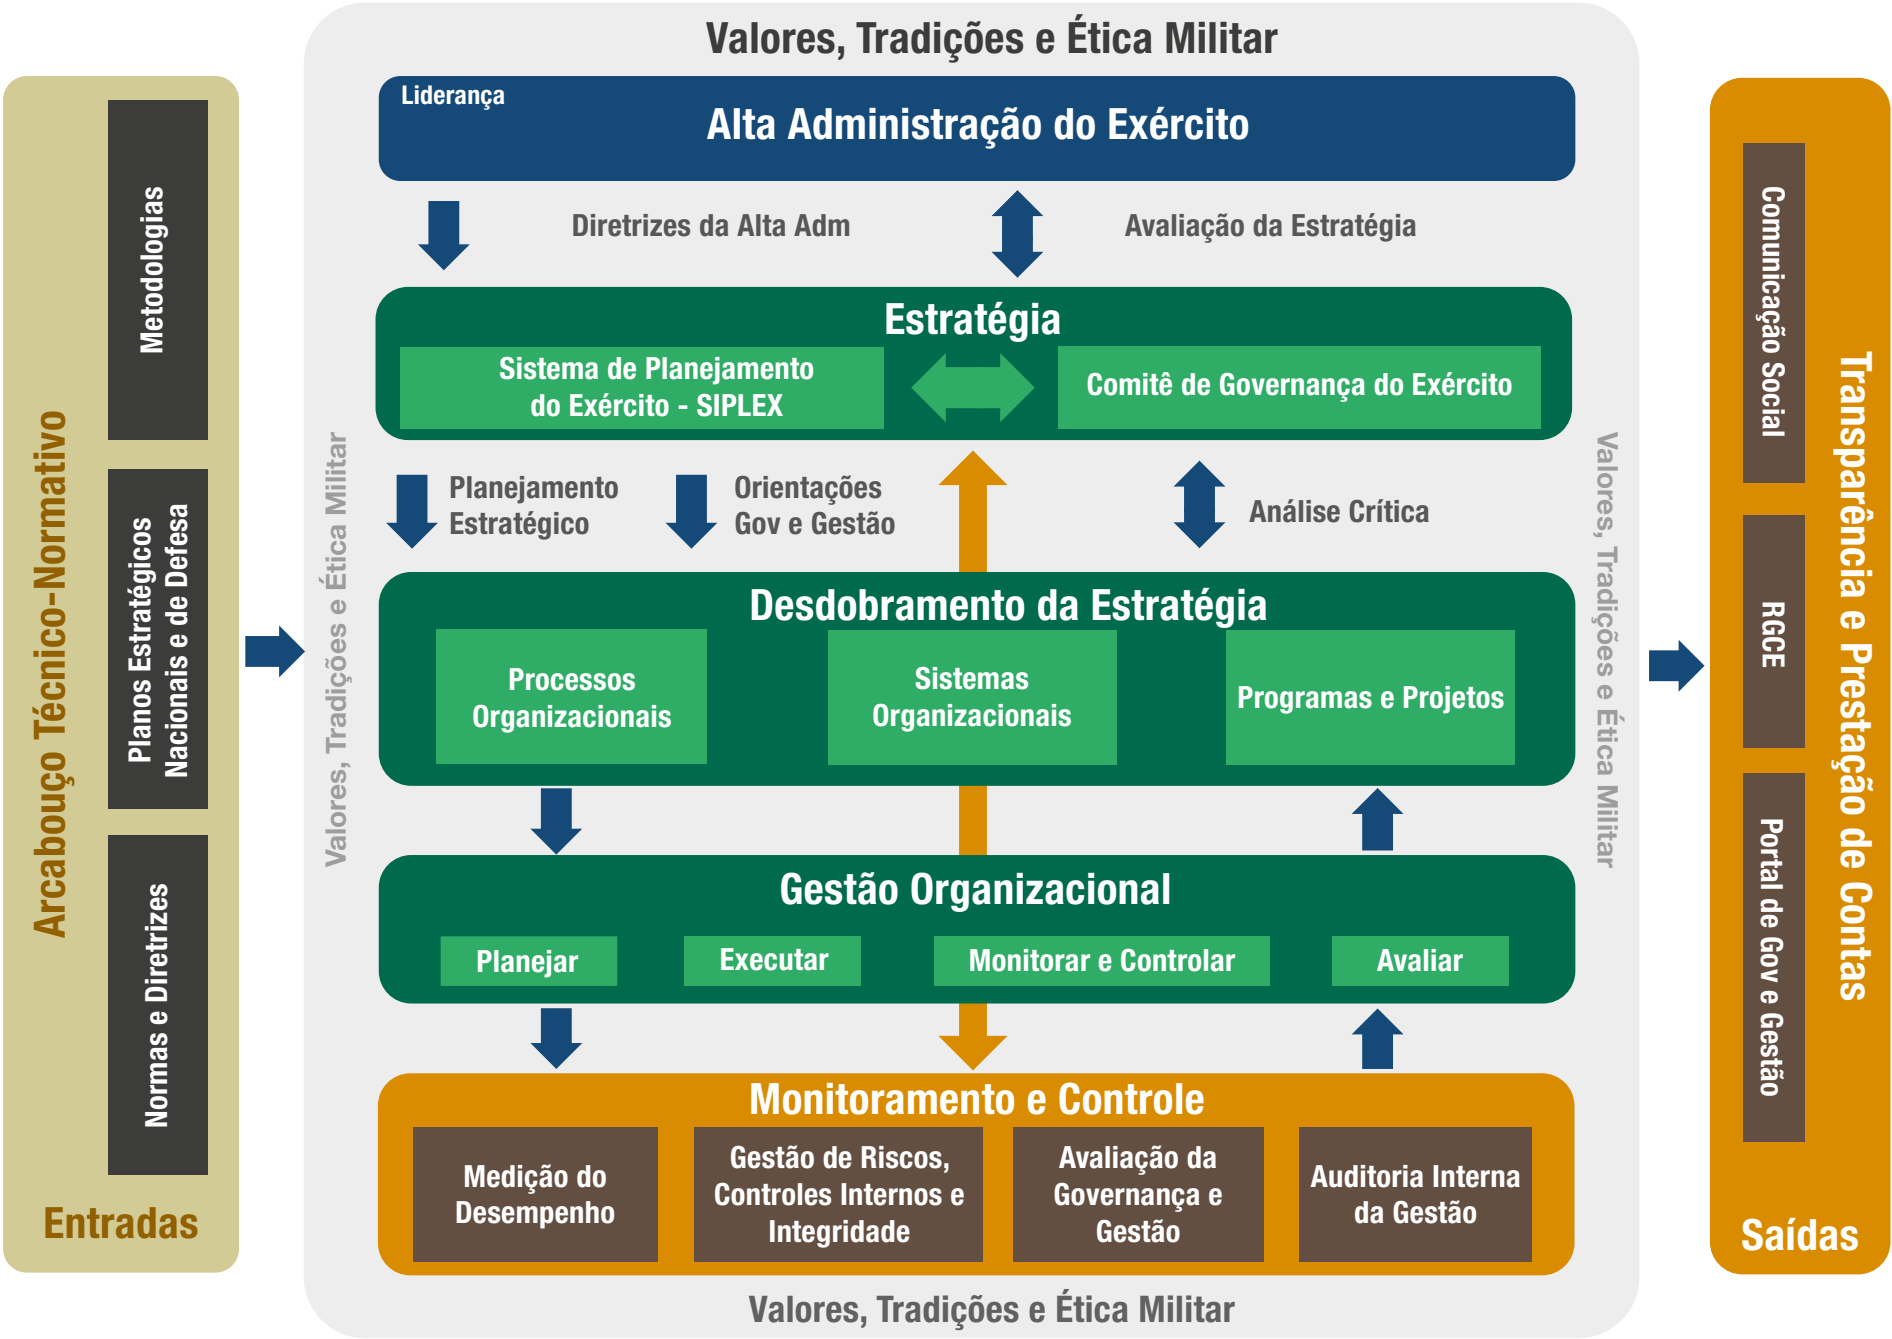 Valores, Tradições e Ética Militar
Liderança
Alta Administração do Exército
Diretrizes da Alta Adm
Avaliação da Estratégia
Estratégia
Sistema de Planejamento
do Exército - SIPLEX
Comitê de Governança do Exército
Planejamento
Estratégico
Orientações
Gov e Gestão
Análise Crítica
Desdobramento da Estratégia
Processos
Organizacionais
Sistemas
Organizacionais
Programas e Projetos
Gestão Organizacional
Planejar
Executar
Monitorar e Controlar
Avaliar
Monitoramento e Controle
Medição do
Desempenho
Gestão de Riscos,
Controles Internos e
Integridade
Avaliação da
Governança e
Gestão
Auditoria Interna
da Gestão
Valores, Tradições e Ética Militar
Valores, Tradições e Ética Militar
Valores, Tradições e Ética Militar
Arcabouço Técnico-Normativo
Metodologias
Planos Estratégicos
Nacionais e de Defesa
Normas e Diretrizes
Entradas
Transparência e Prestação de Contas
Comunicação Social
RGCE
Portal de Gov e Gestão
Saídas